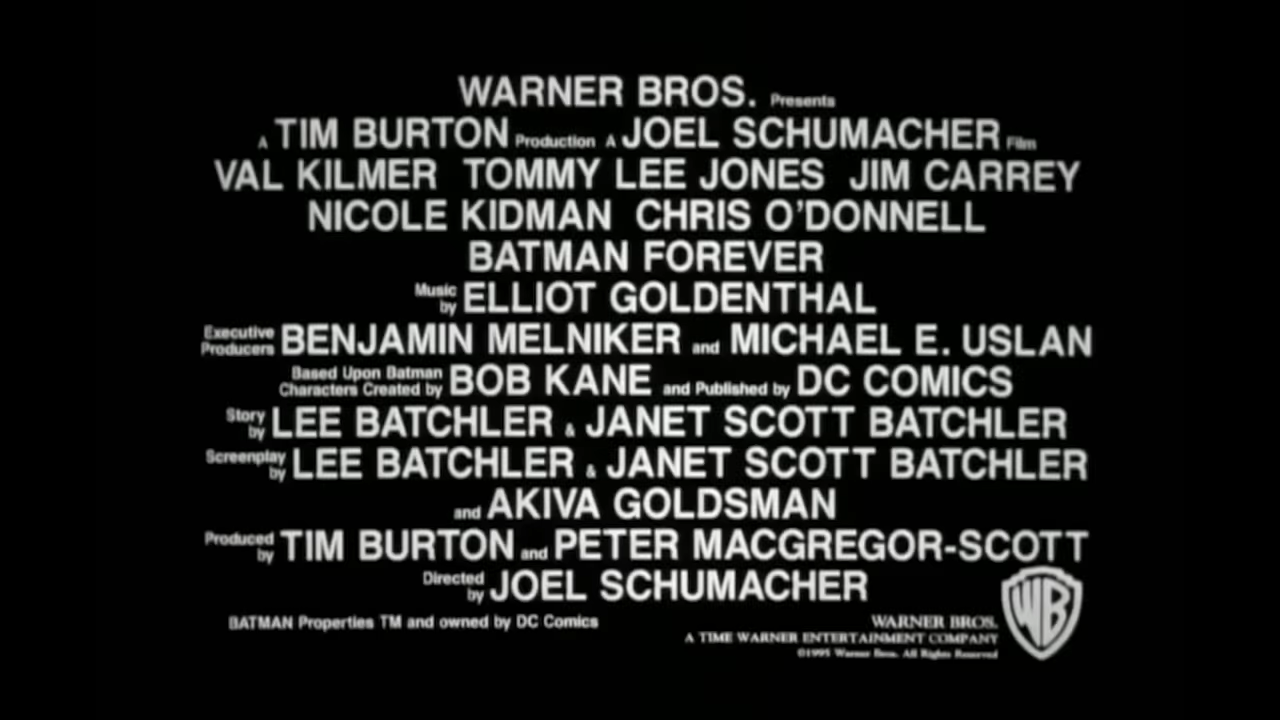 WARNER BROS. Presents
A TIM BURTON Production A JOEL SCHUMACHER Film
VAL KILMER TOMMY LEE JONES JIM CARREY
NICOLE KIDMAN CHRIS O'DONNELL
BATMAN FOREVER
Music by ELLIOT GOLDENTHAL
Executive Producers BENJAMIN MELNIKER and MICHAEL E. USLAN
Based Upon Batman Characters Created by BOB KANE and Published by DC COMICS
Story by LEE BATCHLER & JANET SCOTT BATCHLER
Screenplay by LEE BATCHLER & JANET SCOTT BATCHLER
and AKIVA GOLDSMAN
Produced by TIM BURTON and PETER MACGREGOR-SCOTT
Directed by JOEL SCHUMACHER
BATMAN Properties TM and owned by DC Comics
WARNER BROS.
A TIME WARNER ENTERTAINMENT COMPANY
©1995 Warner Bros. All Rights Reserved
WB